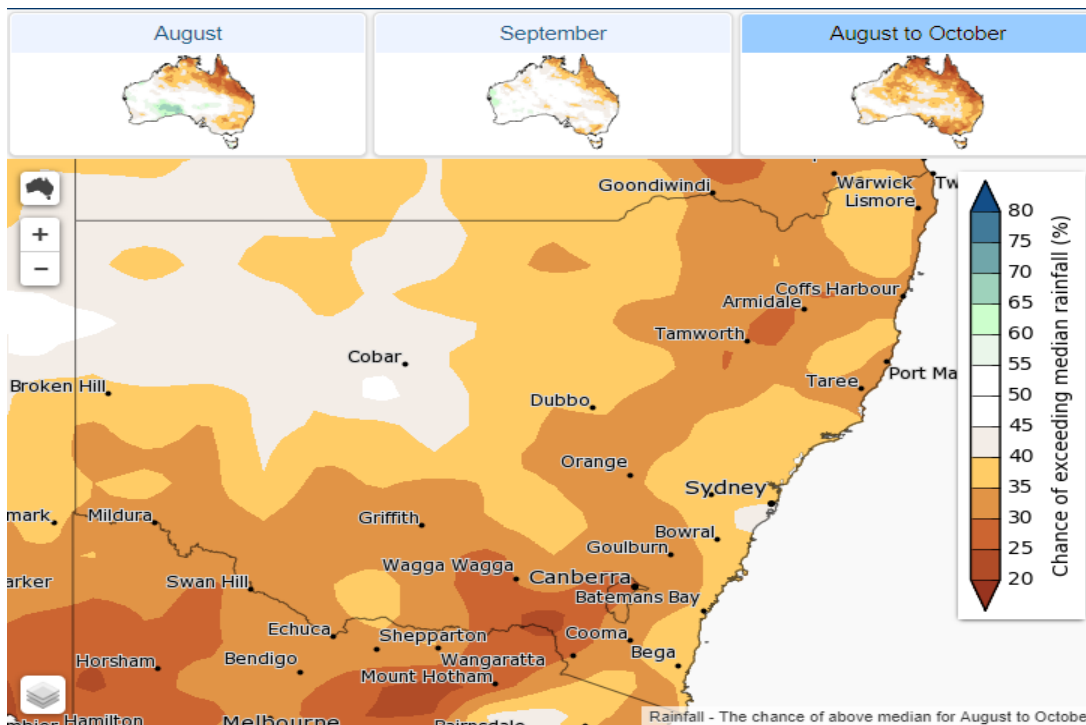 August
September
August to October
Goondiwindi
Warwick
Tw
Lismore
+
−
Coffs Harbour
Armidale
Tamworth
Cobar
Port Ma
Broken Hill
Taree
Dubbo
Orange
Sydney
mark
Mildura
Griffith
Bowral
Goulburn
Wagga Wagga
Canberra
arker
Swan Hill
Batemans Bay
Echuca
Shepparton
Cooma
Horsham
Bendigo
Wangaratta
Bega
Mount Hotham
Hamilton
Melbourne
Bairnsdale
80
75
70
65
60
55
50
45
40
35
30
25
20
Chance of exceeding median rainfall (%)
Rainfall - The chance of above median for August to Octobe